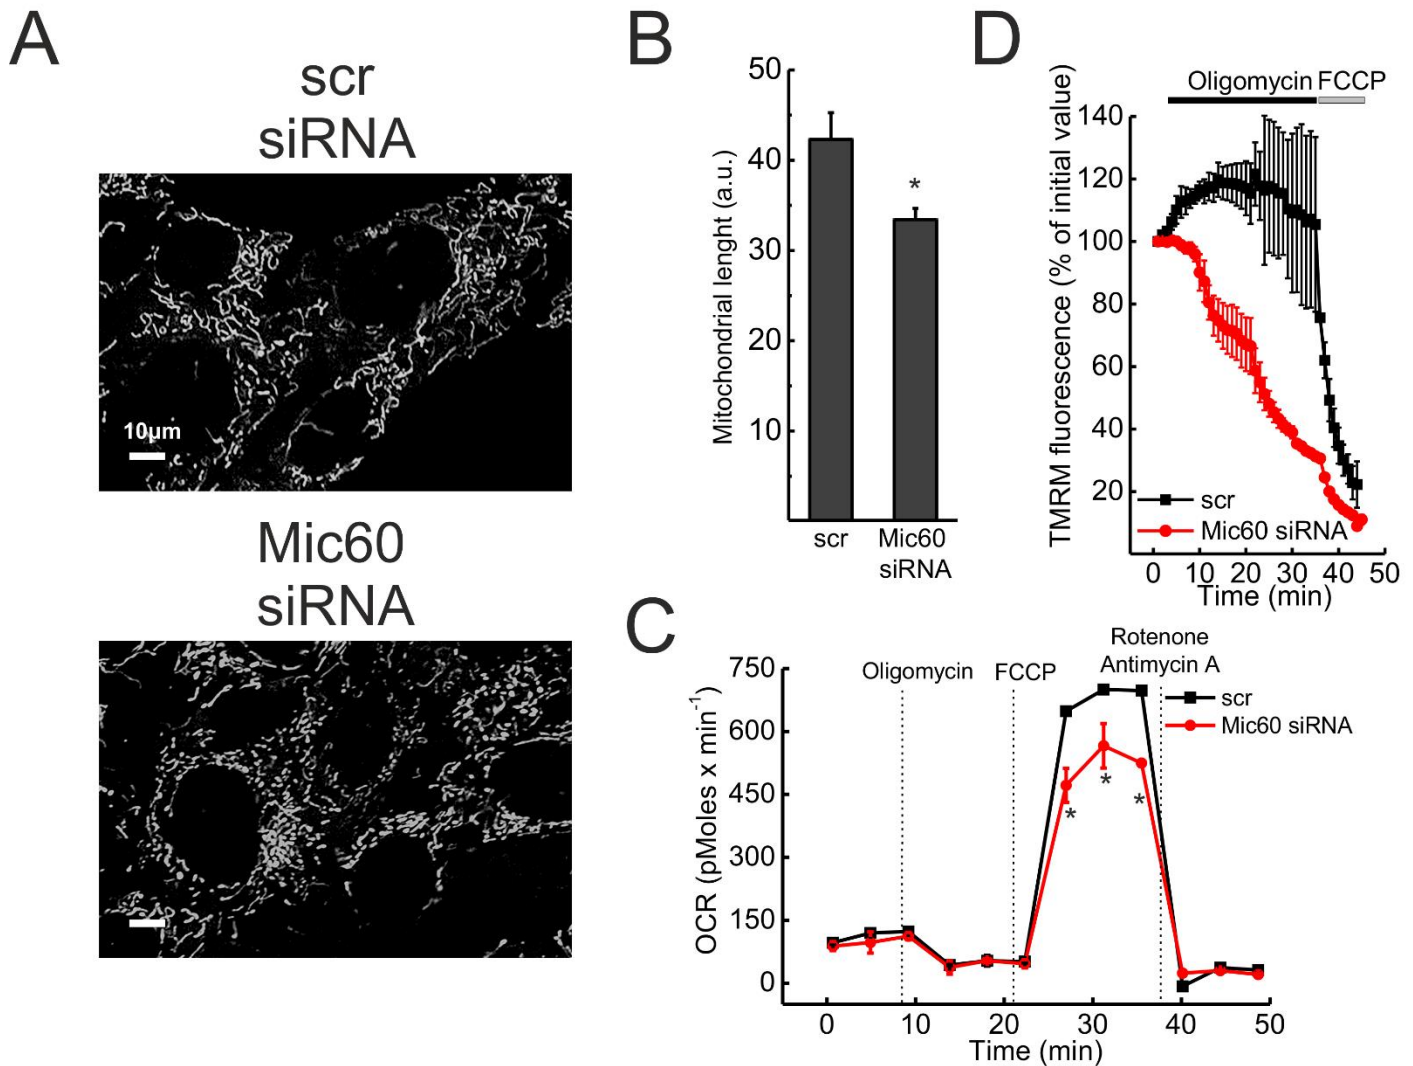 A
scr
siRNA
10µm
Mic60
siRNA
B
50
40
30
20
10
Mitochondrial lenght (a.u.)
*
scr
Mic60
siRNA
D
Oligomycin
FCCP
TMRM fluorescence (% of initial value)
140
120
100
80
60
40
20
scr
Mic60 siRNA
0
10
20
30
40
50
Time (min)
C
Oligomycin
FCCP
Rotenone
Antimycin A
scr
Mic60 siRNA
OCR (pMoles x min⁻¹)
750
600
450
300
150
0
*
*
*
0
10
20
30
40
50
Time (min)